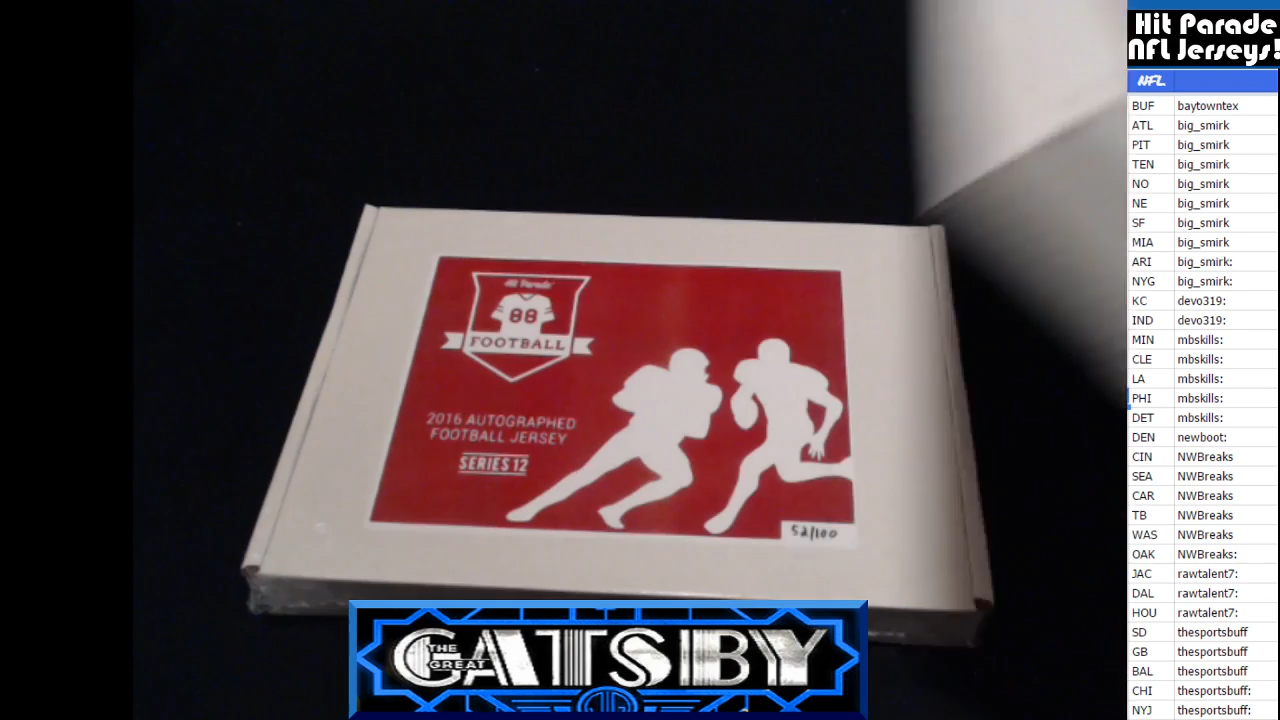 Hit Parade
NFL Jerseys!
NFL
BUF baytowntex
ATL big_smirk
PIT big_smirk
TEN big_smirk
NO big_smirk
NE big_smirk
SF big_smirk
MIA big_smirk
ARI big_smirk:
NYG big_smirk:
KC devo319:
IND devo319:
MIN mbskills:
CLE mbskills:
LA mbskills:
PHI mbskills:
DET mbskills:
DEN newboot:
CIN NWBreaks
SEA NWBreaks
CAR NWBreaks
TB NWBreaks
WAS NWBreaks
OAK NWBreaks:
JAC rawtalent7:
DAL rawtalent7:
HOU rawtalent7:
SD thesportsbuff
GB thesportsbuff
BAL thesportsbuff
CHI thesportsbuff:
NYJ thesportsbuff:
Hit Parade
88
FOOTBALL
2016 AUTOGRAPHED
FOOTBALL JERSEY
SERIES 12
52/100
THE GREAT GATSBY